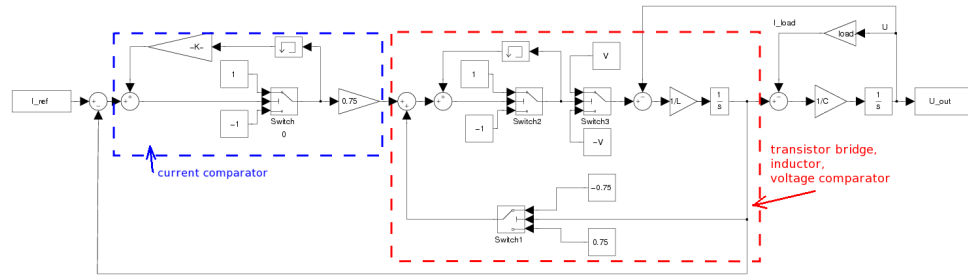 I_load
U
-K-
load
1
V
I_ref
Switch
0
0.75
1
Switch2
Switch3
1/L
1
s
1/C
1
s
U_out
-1
-1
-V
current comparator
transistor bridge,
inductor,
voltage comparator
-0.75
Switch1
0.75